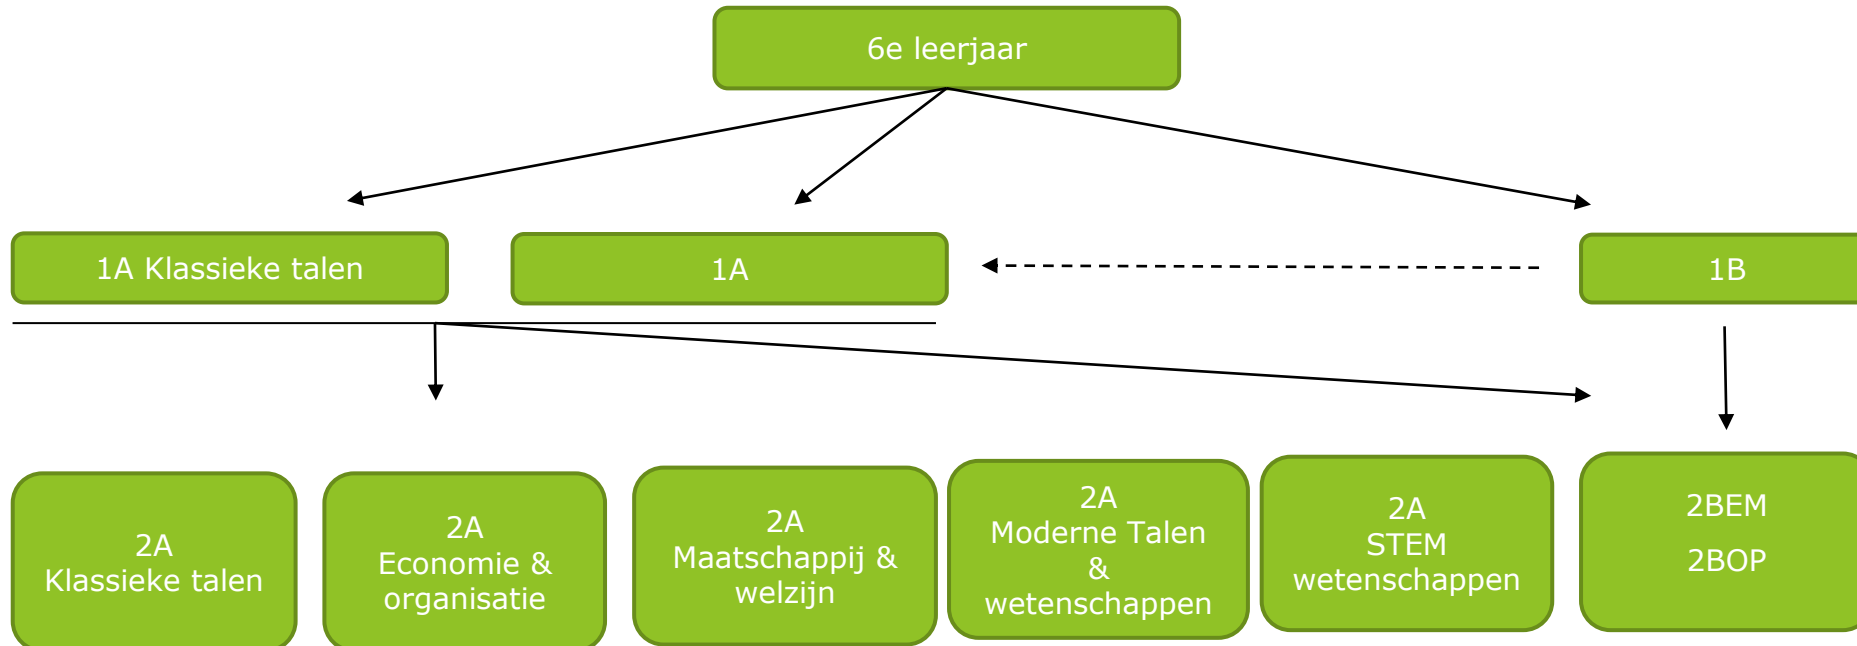 6e leerjaar
1A Klassieke talen
1A
1B
2A
Klassieke talen
2A
Economie &
organisatie
2A
Maatschappij &
welzijn
2A
Moderne Talen
&
wetenschappen
2A
STEM
wetenschappen
2BEM
2BOP